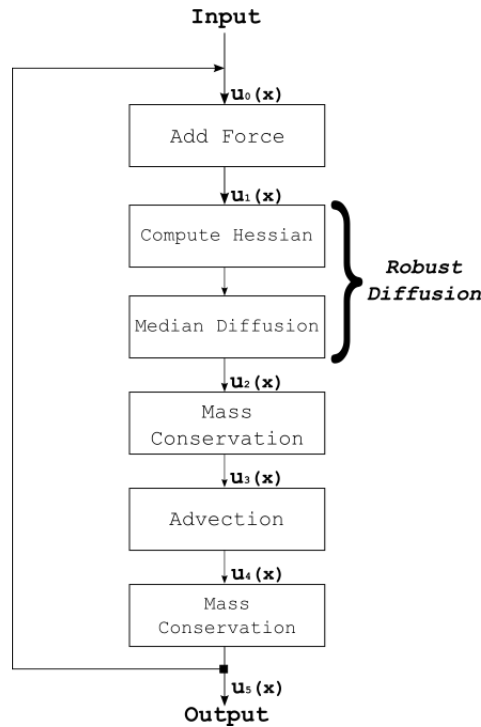 Input
u₀(x)
Add Force
u₁(x)
Compute Hessian
Robust
Diffusion
Median Diffusion
u₂(x)
Mass
Conservation
u₃(x)
Advection
u₄(x)
Mass
Conservation
u₅(x)
Output